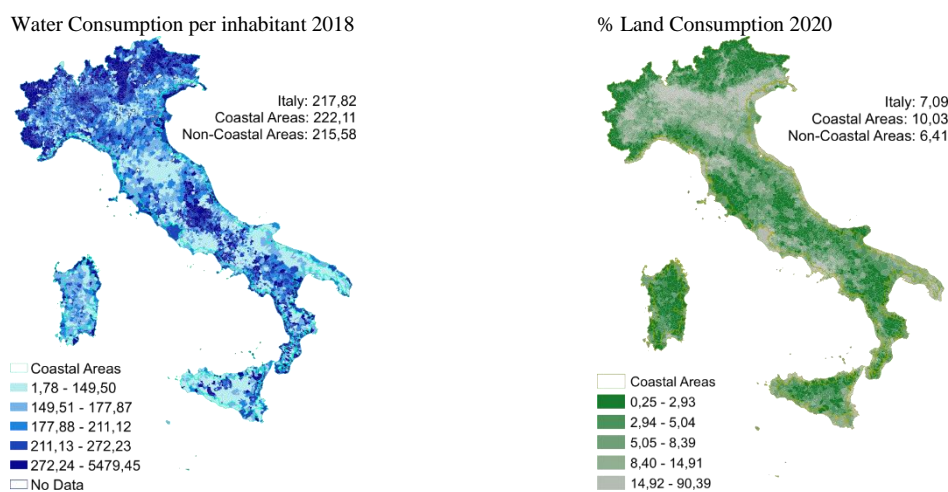 Water Consumption per inhabitant 2018
Italy: 217,82
Coastal Areas: 222,11
Non-Coastal Areas: 215,58
Coastal Areas
1,78 - 149,50
149,51 - 177,87
177,88 - 211,12
211,13 - 272,23
272,24 - 5479,45
No Data
% Land Consumption 2020
Italy: 7,09
Coastal Areas: 10,03
Non-Coastal Areas: 6,41
Coastal Areas
0,25 - 2,93
2,94 - 5,04
5,05 - 8,39
8,40 - 14,91
14,92 - 90,39